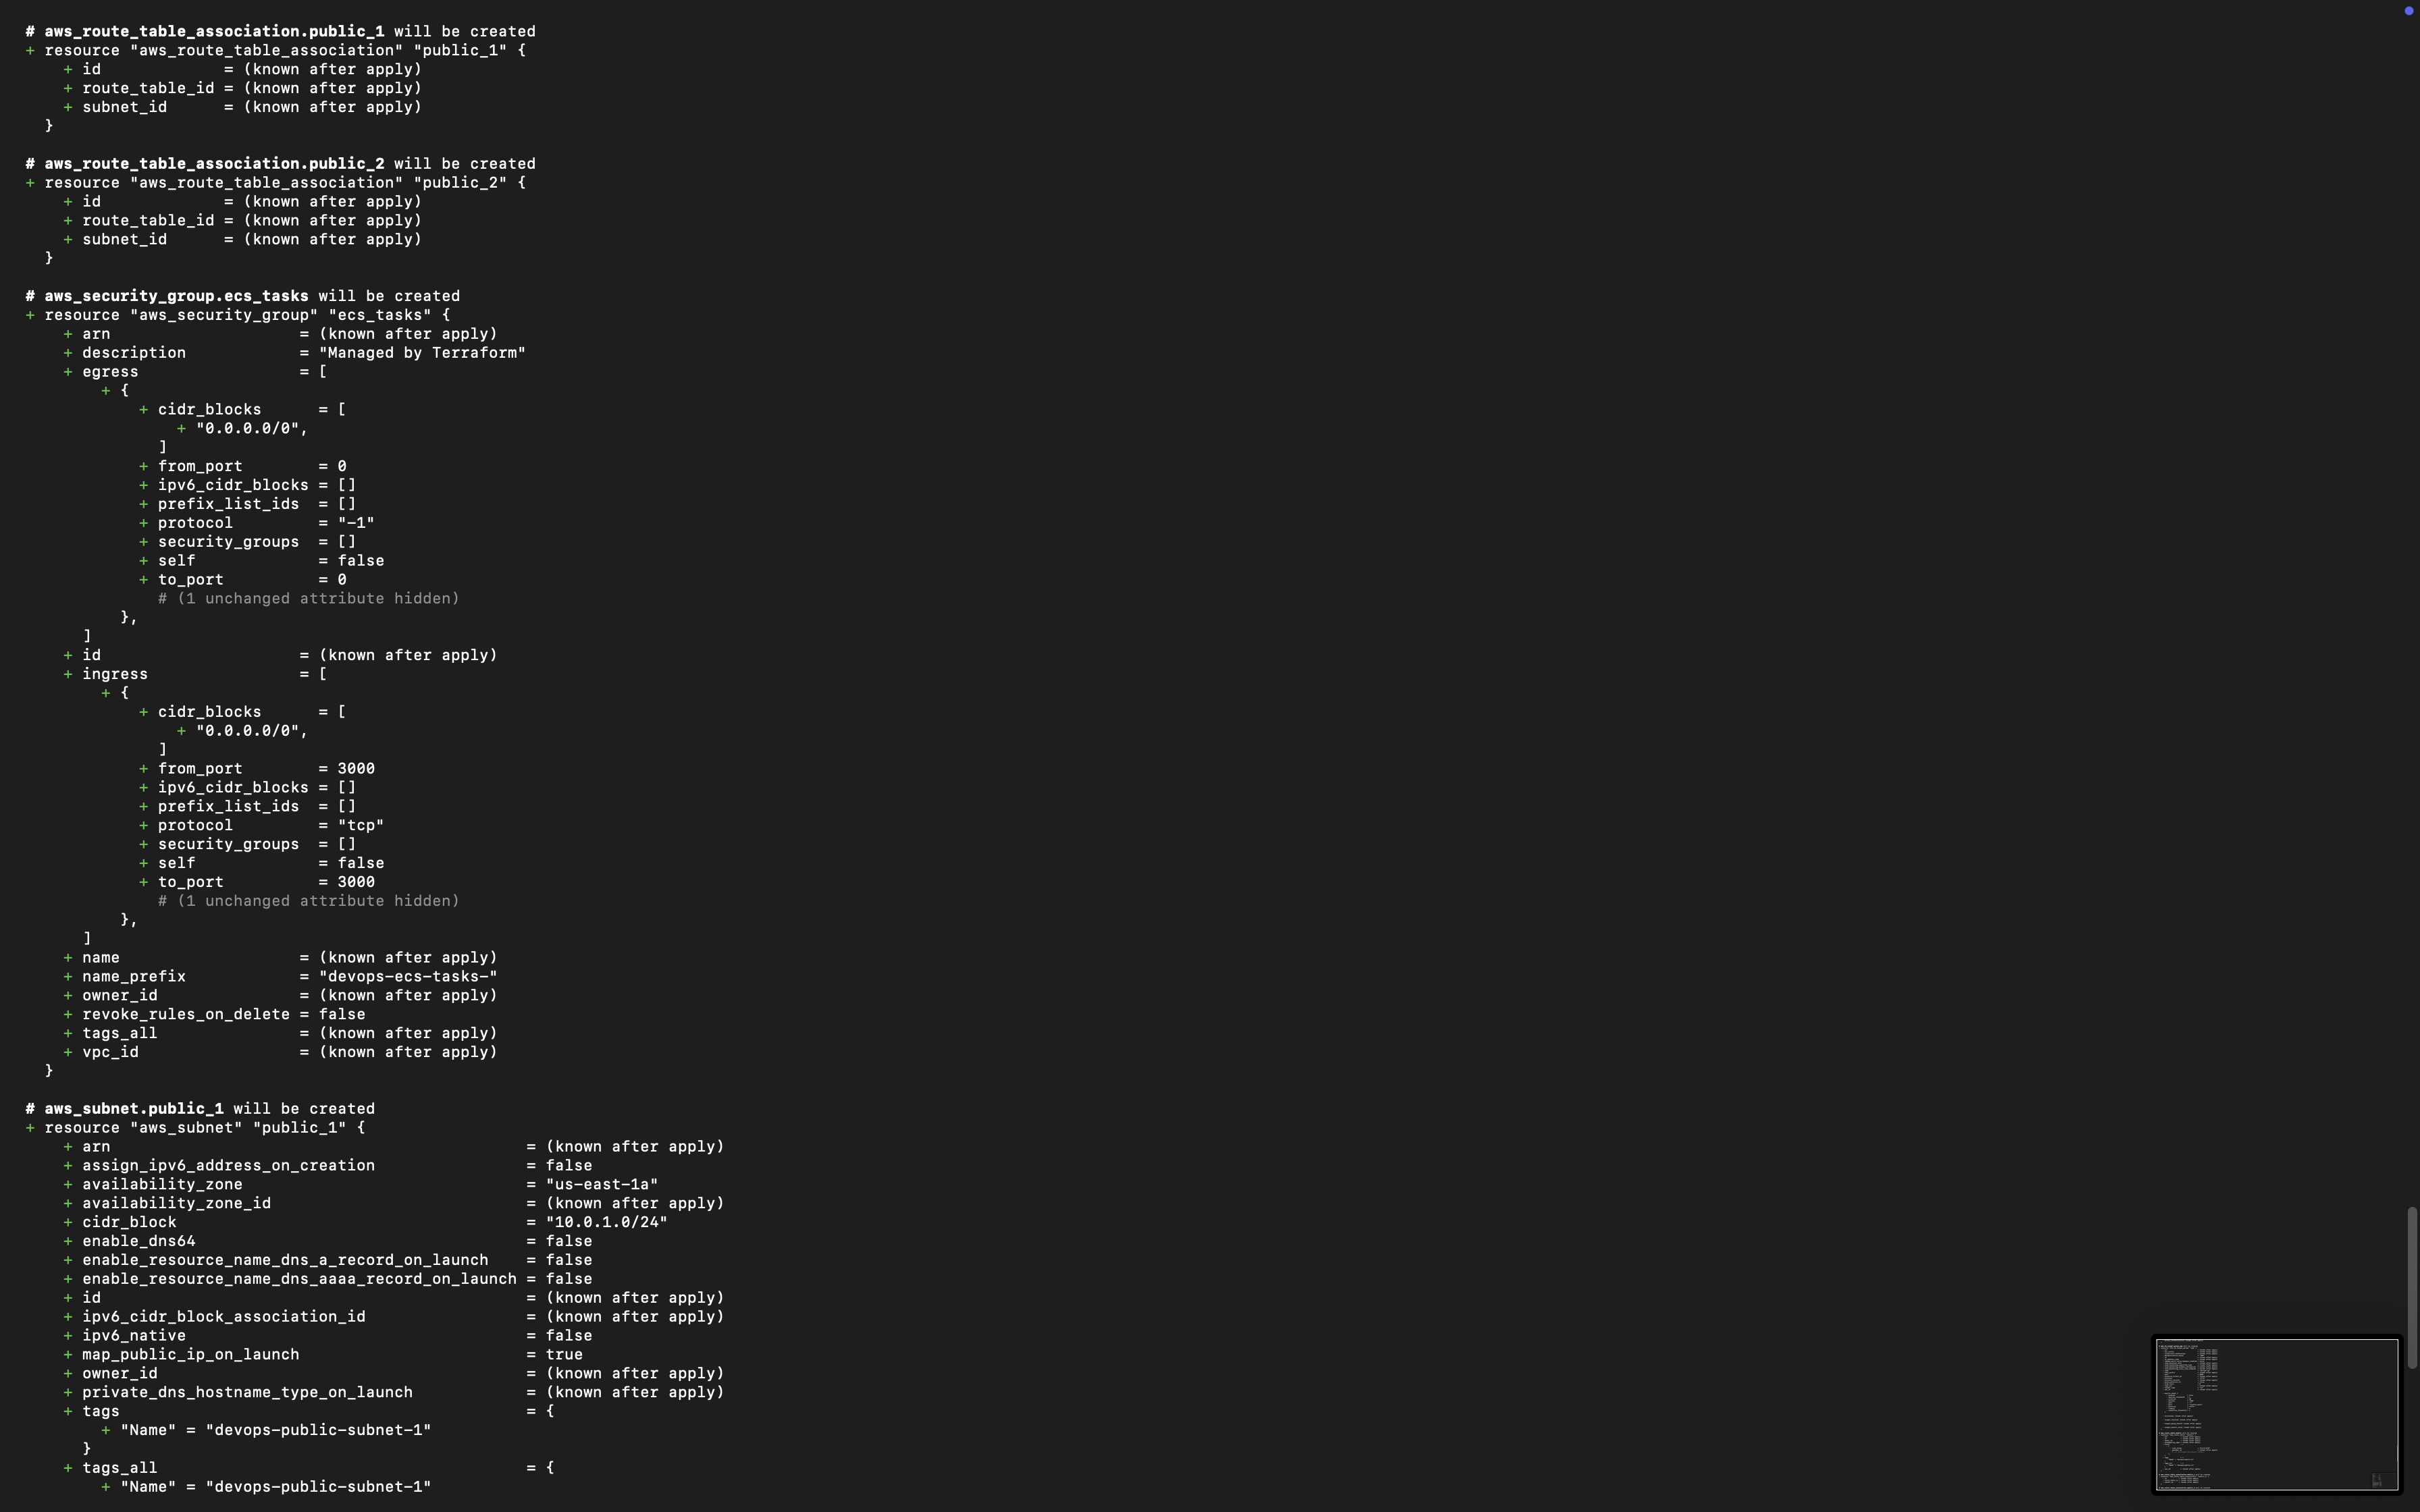 # aws_route_table_association.public_1 will be created
+ resource "aws_route_table_association" "public_1" {
    + id             = (known after apply)
    + route_table_id = (known after apply)
    + subnet_id      = (known after apply)
  }

# aws_route_table_association.public_2 will be created
+ resource "aws_route_table_association" "public_2" {
    + id             = (known after apply)
    + route_table_id = (known after apply)
    + subnet_id      = (known after apply)
  }

# aws_security_group.ecs_tasks will be created
+ resource "aws_security_group" "ecs_tasks" {
    + arn                    = (known after apply)
    + description            = "Managed by Terraform"
    + egress                 = [
        + {
            + cidr_blocks      = [
                + "0.0.0.0/0",
              ]
            + from_port        = 0
            + ipv6_cidr_blocks = []
            + prefix_list_ids  = []
            + protocol         = "-1"
            + security_groups  = []
            + self             = false
            + to_port          = 0
              # (1 unchanged attribute hidden)
          },
      ]
    + id                     = (known after apply)
    + ingress                = [
        + {
            + cidr_blocks      = [
                + "0.0.0.0/0",
              ]
            + from_port        = 3000
            + ipv6_cidr_blocks = []
            + prefix_list_ids  = []
            + protocol         = "tcp"
            + security_groups  = []
            + self             = false
            + to_port          = 3000
              # (1 unchanged attribute hidden)
          },
      ]
    + name                   = (known after apply)
    + name_prefix            = "devops-ecs-tasks-"
    + owner_id               = (known after apply)
    + revoke_rules_on_delete = false
    + tags_all               = (known after apply)
    + vpc_id                 = (known after apply)
  }

# aws_subnet.public_1 will be created
+ resource "aws_subnet" "public_1" {
    + arn                                            = (known after apply)
    + assign_ipv6_address_on_creation                = false
    + availability_zone                              = "us-east-1a"
    + availability_zone_id                           = (known after apply)
    + cidr_block                                     = "10.0.1.0/24"
    + enable_dns64                                   = false
    + enable_resource_name_dns_a_record_on_launch    = false
    + enable_resource_name_dns_aaaa_record_on_launch = false
    + id                                             = (known after apply)
    + ipv6_cidr_block_association_id                 = (known after apply)
    + ipv6_native                                    = false
    + map_public_ip_on_launch                        = true
    + owner_id                                       = (known after apply)
    + private_dns_hostname_type_on_launch            = (known after apply)
    + tags                                           = {
        + "Name" = "devops-public-subnet-1"
      }
    + tags_all                                       = {
        + "Name" = "devops-public-subnet-1"